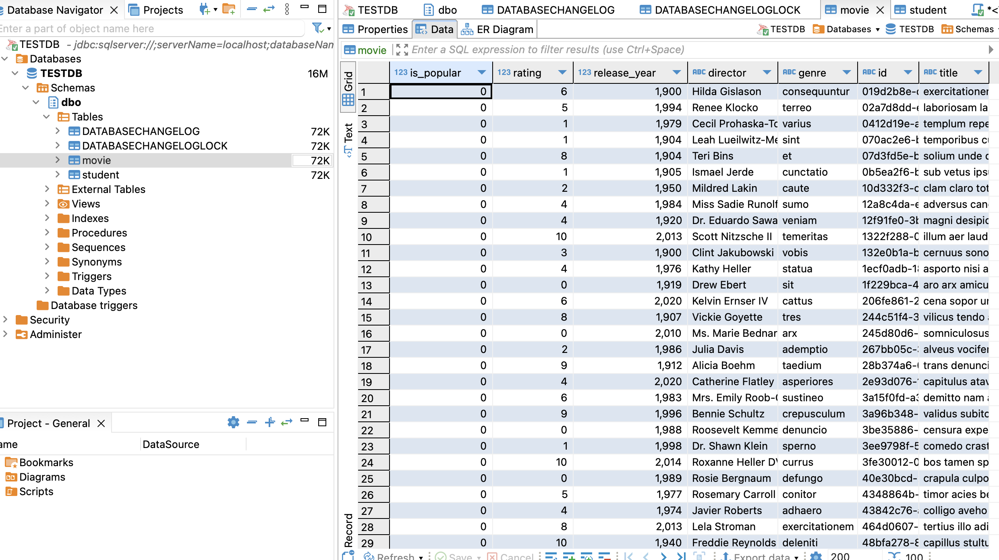 Database Navigator
Projects
Enter a part of object name here
TESTDB - jdbc:sqlserver://;serverName=localhost;databaseNam
Databases
TESTDB 16M
Schemas
dbo
Tables
DATABASECHANGELOG 72K
DATABASECHANGELOGLOCK 72K
movie 72K
student 72K
External Tables
Views
Indexes
Procedures
Sequences
Synonyms
Triggers
Data Types
Database triggers
Security
Administer
Project - General
ame DataSource
Bookmarks
Diagrams
Scripts
TESTDB dbo DATABASECHANGELOG DATABASECHANGELOGLOCK movie student *<
Properties Data ER Diagram TESTDB Databases TESTDB Schemas
movie Enter a SQL expression to filter results (use Ctrl+Space)
Grid
Text
Record
123 is_popular 123 rating 123 release_year ABC director ABC genre ABC id ABC title
1 0 6 1,900 Hilda Gislason consequuntur 019d2b8e- exercitationer
2 0 5 1,994 Renee Klocko terreo 02a7d8dd- laboriosam la
3 0 1 1,979 Cecil Prohaska-To varius 0412d19e-a templum repe
4 0 1 1,904 Leah Lueilwitz-Me sint 070ac2e6-b temporibus cu
5 0 8 1,904 Teri Bins et 07d3fd5e-b solium unde c
6 0 1 1,905 Ismael Jerde cunctatio 0b5ea2f6-b sub vetus ips
7 0 2 1,950 Mildred Lakin caute 10d332f3-c clam claro tot
8 0 4 1,984 Miss Sadie Runolf sumo 12a8c4da-e adversus can
9 0 4 1,920 Dr. Eduardo Sawa veniam 12f91fe0-3b magni desipic
10 0 10 2,013 Scott Nitzsche II temeritas 1322f288-0 illum aer laud
11 0 3 1,900 Clint Jakubowski vobis 132e0b1a-b cernuus sono
12 0 4 1,976 Kathy Heller statua 1ecf0adb-18 asporto nisi a
13 0 0 1,919 Drew Ebert sit 1f229bca-4 aro arx amicu
14 0 6 2,020 Kelvin Ernser IV cattus 206fe861-2 cena sopor ur
15 0 8 1,907 Vickie Goyette tres 244c51f4-3 vilicus tendo
16 0 0 2,010 Ms. Marie Bednar arx 245d80d6- somniculosus
17 0 2 1,986 Julia Davis ademptio 267bb05c- alveus vocifer
18 0 9 1,912 Alicia Boehm taedium 28b374a6- trans denunci
19 0 4 2,020 Catherine Flatley asperiores 2e93d076- capitulus atav
20 0 6 1,983 Mrs. Emily Roob- sustineo 3a15f0fd-a3 demitto nam
21 0 9 1,996 Bennie Schultz crepusculum 3a96b348- validus subito
22 0 0 1,988 Roosevelt Kemme denuncio 3be35886- censura expe
23 0 1 1,998 Dr. Shawn Klein sperno 3ee9798f-5 comedo crast
24 0 10 2,014 Roxanne Heller DV currus 3fe30012-0 bos tamen sp
25 0 0 1,989 Rosie Bergnaum defungo 40e30bcd- crapula culpo
26 0 5 1,977 Rosemary Carroll conitor 4348864b- timor acies be
27 0 4 1,974 Javier Roberts adhaero 43842c76- colligo aveho
28 0 8 2,013 Lela Stroman exercitationem 464d0607- tertius illo adi
29 0 10 1,940 Freddie Reynolds deleniti 48bfa278-8 capillus stultu
Refresh Save Cancel Export data 200 100